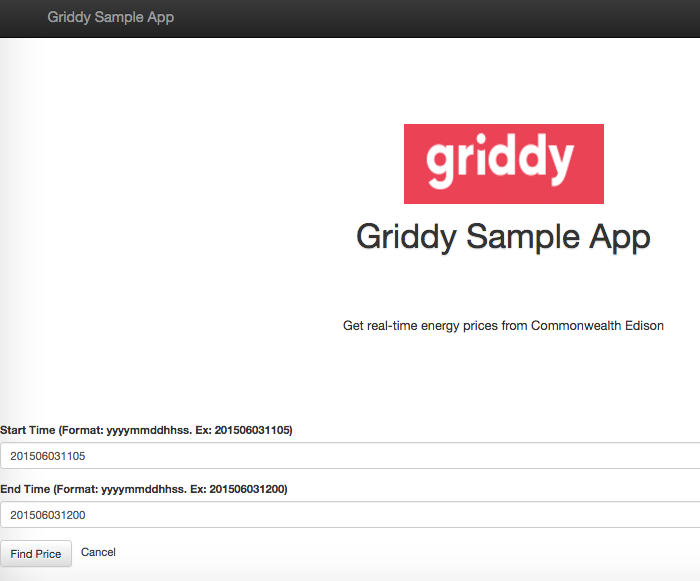 Griddy Sample App
griddy
Griddy Sample App
Get real-time energy prices from Commonwealth Edison
Start Time (Format: yyyymmddhhss. Ex: 201506031105)
201506031105
End Time (Format: yyyymmddhhss. Ex: 201506031200)
201506031200
Find Price Cancel